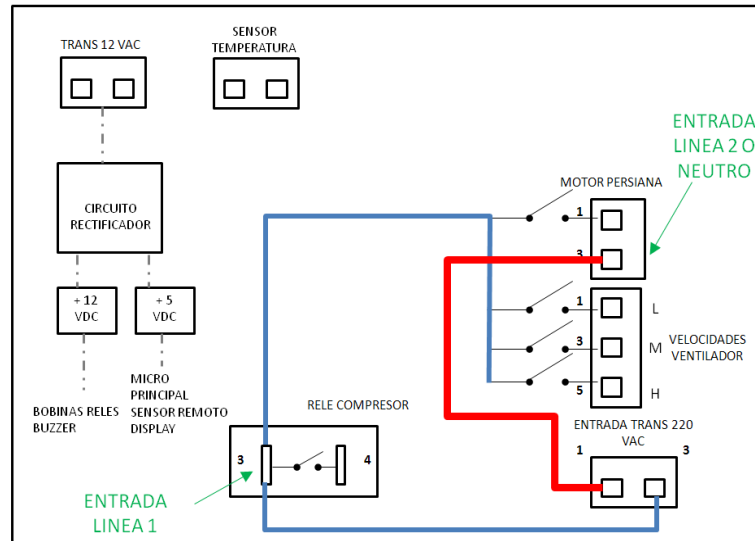 TRANS 12 VAC
SENSOR
TEMPERATURA
ENTRADA
LINEA 2 O
NEUTRO
MOTOR PERSIANA
1
3
CIRCUITO
RECTIFICADOR
+ 12
VDC
+ 5
VDC
1
L
3
M
VELOCIDADES
VENTILADOR
5
H
BOBINAS RELES
BUZZER
MICRO
PRINCIPAL
SENSOR REMOTO
DISPLAY
RELE COMPRESOR
3
4
ENTRADA TRANS 220
VAC
1
3
ENTRADA
LINEA 1